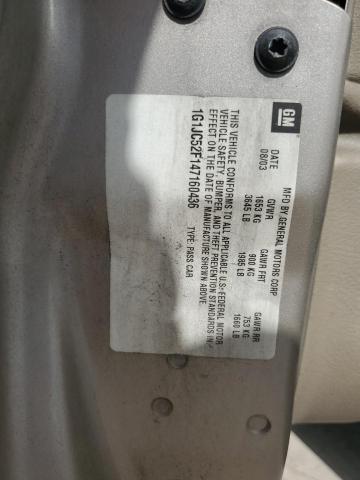 GM
MFD BY GENERAL MOTORS CORP
DATE GVWR GAWR FRT GAWR RR
08/03 1653 KG 900 KG 753 KG
3645 LB 1985 LB 1660 LB
THIS VEHICLE CONFORMS TO ALL APPLICABLE U.S. FEDERAL MOTOR
VEHICLE SAFETY, BUMPER, AND THEFT PREVENTION STANDARDS IN
EFFECT ON THE DATE OF MANUFACTURE SHOWN ABOVE.
1G1JC52F147160436 TYPE: PASS CAR